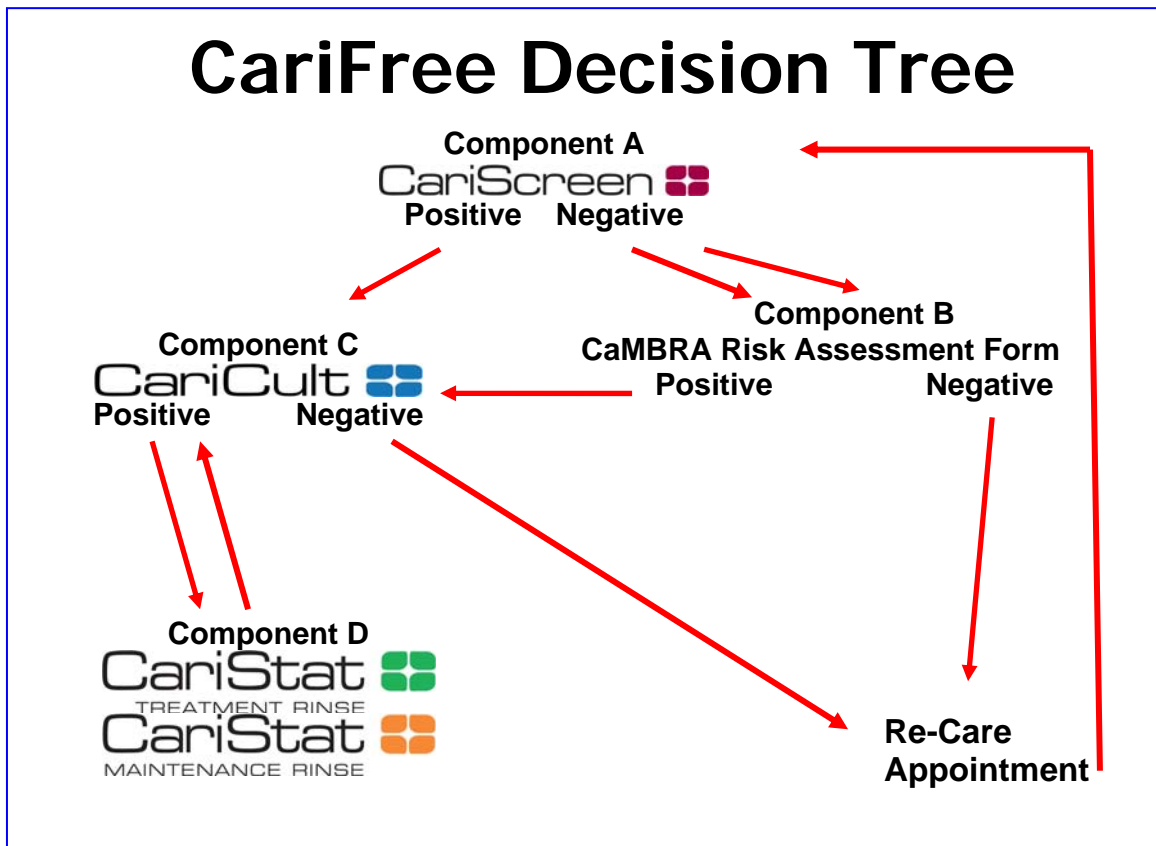 CariFree Decision Tree
Component A
CariScreen
Positive Negative
Component B
CaMBRA Risk Assessment Form
Positive Negative
Component C
CariCult
Positive Negative
Component D
CariStat
TREATMENT RINSE
CariStat
MAINTENANCE RINSE
Re-Care
Appointment